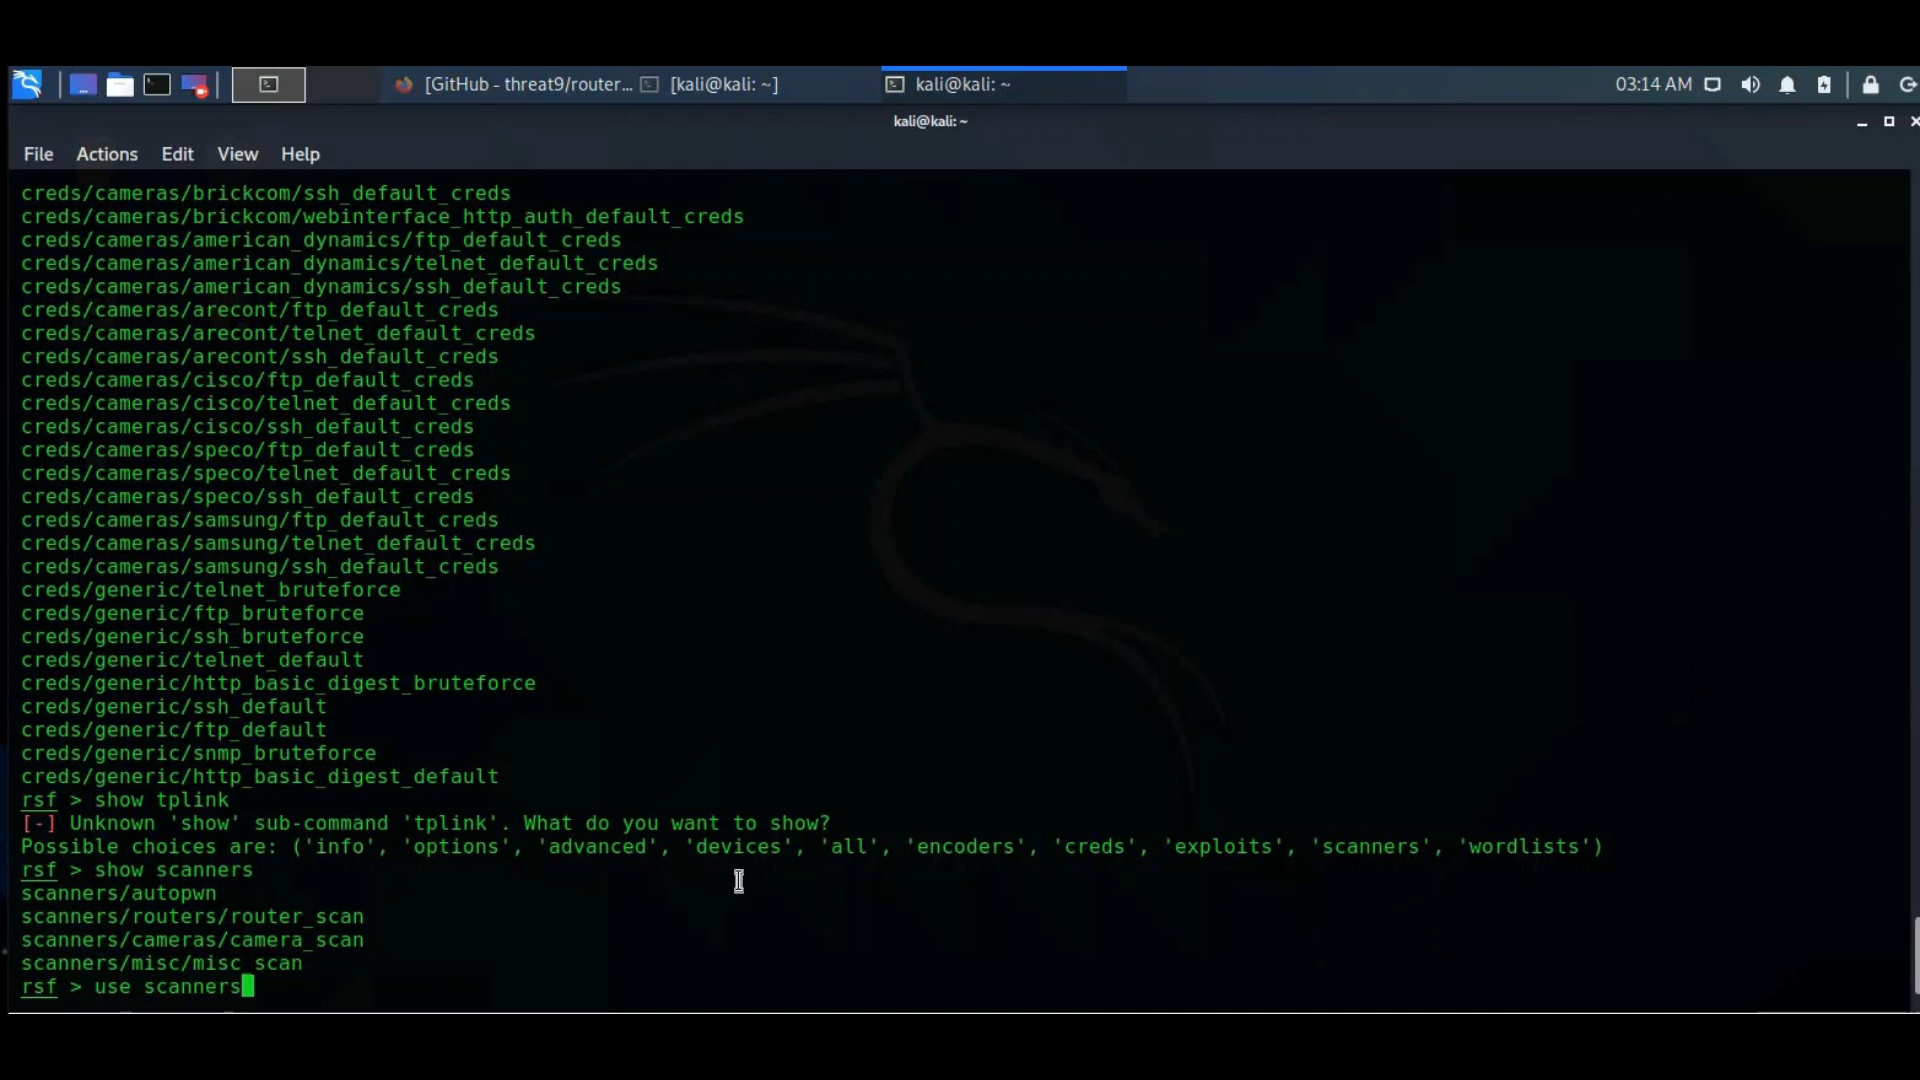 [GitHub - threat9/router... [kali@kali: ~] kali@kali: ~ 03:14 AM
kali@kali: ~
File Actions Edit View Help
creds/cameras/brickcom/ssh_default_creds
creds/cameras/brickcom/webinterface_http_auth_default_creds
creds/cameras/american_dynamics/ftp_default_creds
creds/cameras/american_dynamics/telnet_default_creds
creds/cameras/american_dynamics/ssh_default_creds
creds/cameras/arecont/ftp_default_creds
creds/cameras/arecont/telnet_default_creds
creds/cameras/arecont/ssh_default_creds
creds/cameras/cisco/ftp_default_creds
creds/cameras/cisco/telnet_default_creds
creds/cameras/cisco/ssh_default_creds
creds/cameras/speco/ftp_default_creds
creds/cameras/speco/telnet_default_creds
creds/cameras/speco/ssh_default_creds
creds/cameras/samsung/ftp_default_creds
creds/cameras/samsung/telnet_default_creds
creds/cameras/samsung/ssh_default_creds
creds/generic/telnet_bruteforce
creds/generic/ftp_bruteforce
creds/generic/ssh_bruteforce
creds/generic/telnet_default
creds/generic/http_basic_digest_bruteforce
creds/generic/ssh_default
creds/generic/ftp_default
creds/generic/snmp_bruteforce
creds/generic/http_basic_digest_default
rsf > show tplink
[-] Unknown 'show' sub-command 'tplink'. What do you want to show?
Possible choices are: ('info', 'options', 'advanced', 'devices', 'all', 'encoders', 'creds', 'exploits', 'scanners', 'wordlists')
rsf > show scanners
scanners/autopwn
scanners/routers/router_scan
scanners/cameras/camera_scan
scanners/misc/misc_scan
rsf > use scanners